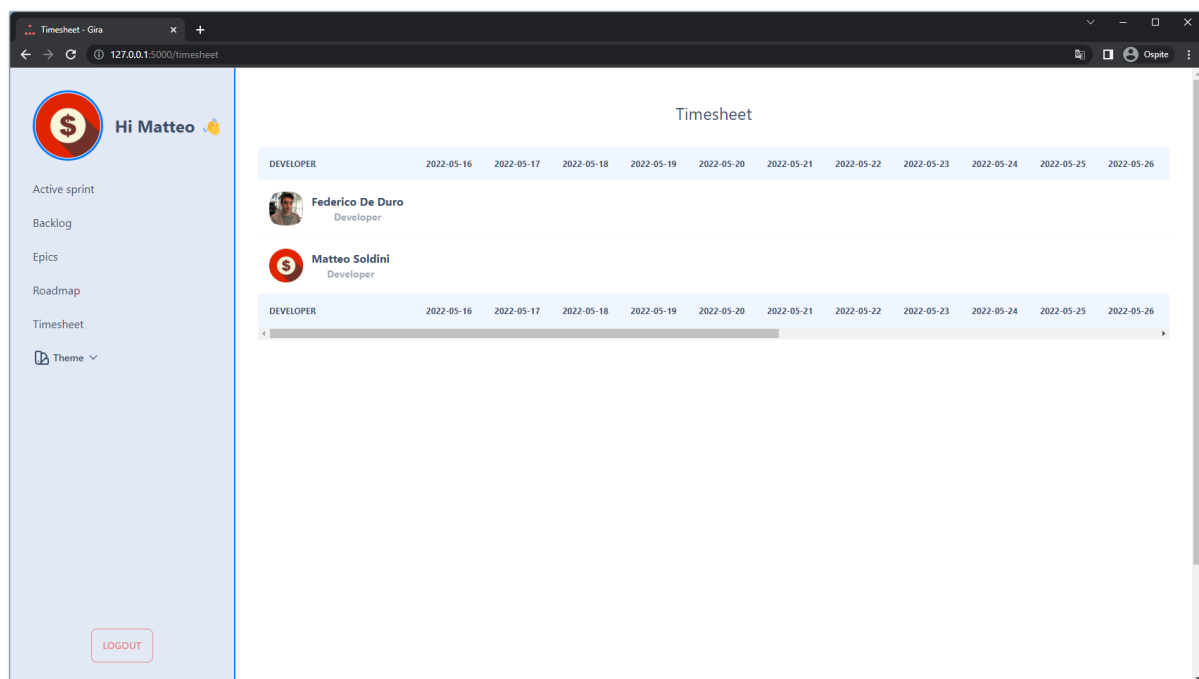 Timesheet - Gira
127.0.0.1:5000/timesheet
Ospite
$
Hi Matteo 👋
Active sprint
Backlog
Epics
Roadmap
Timesheet
Theme
LOGOUT
Timesheet
DEVELOPER 2022-05-16 2022-05-17 2022-05-18 2022-05-19 2022-05-20 2022-05-21 2022-05-22 2022-05-23 2022-05-24 2022-05-25 2022-05-26
Federico De Duro
Developer
$
Matteo Soldini
Developer
DEVELOPER 2022-05-16 2022-05-17 2022-05-18 2022-05-19 2022-05-20 2022-05-21 2022-05-22 2022-05-23 2022-05-24 2022-05-25 2022-05-26